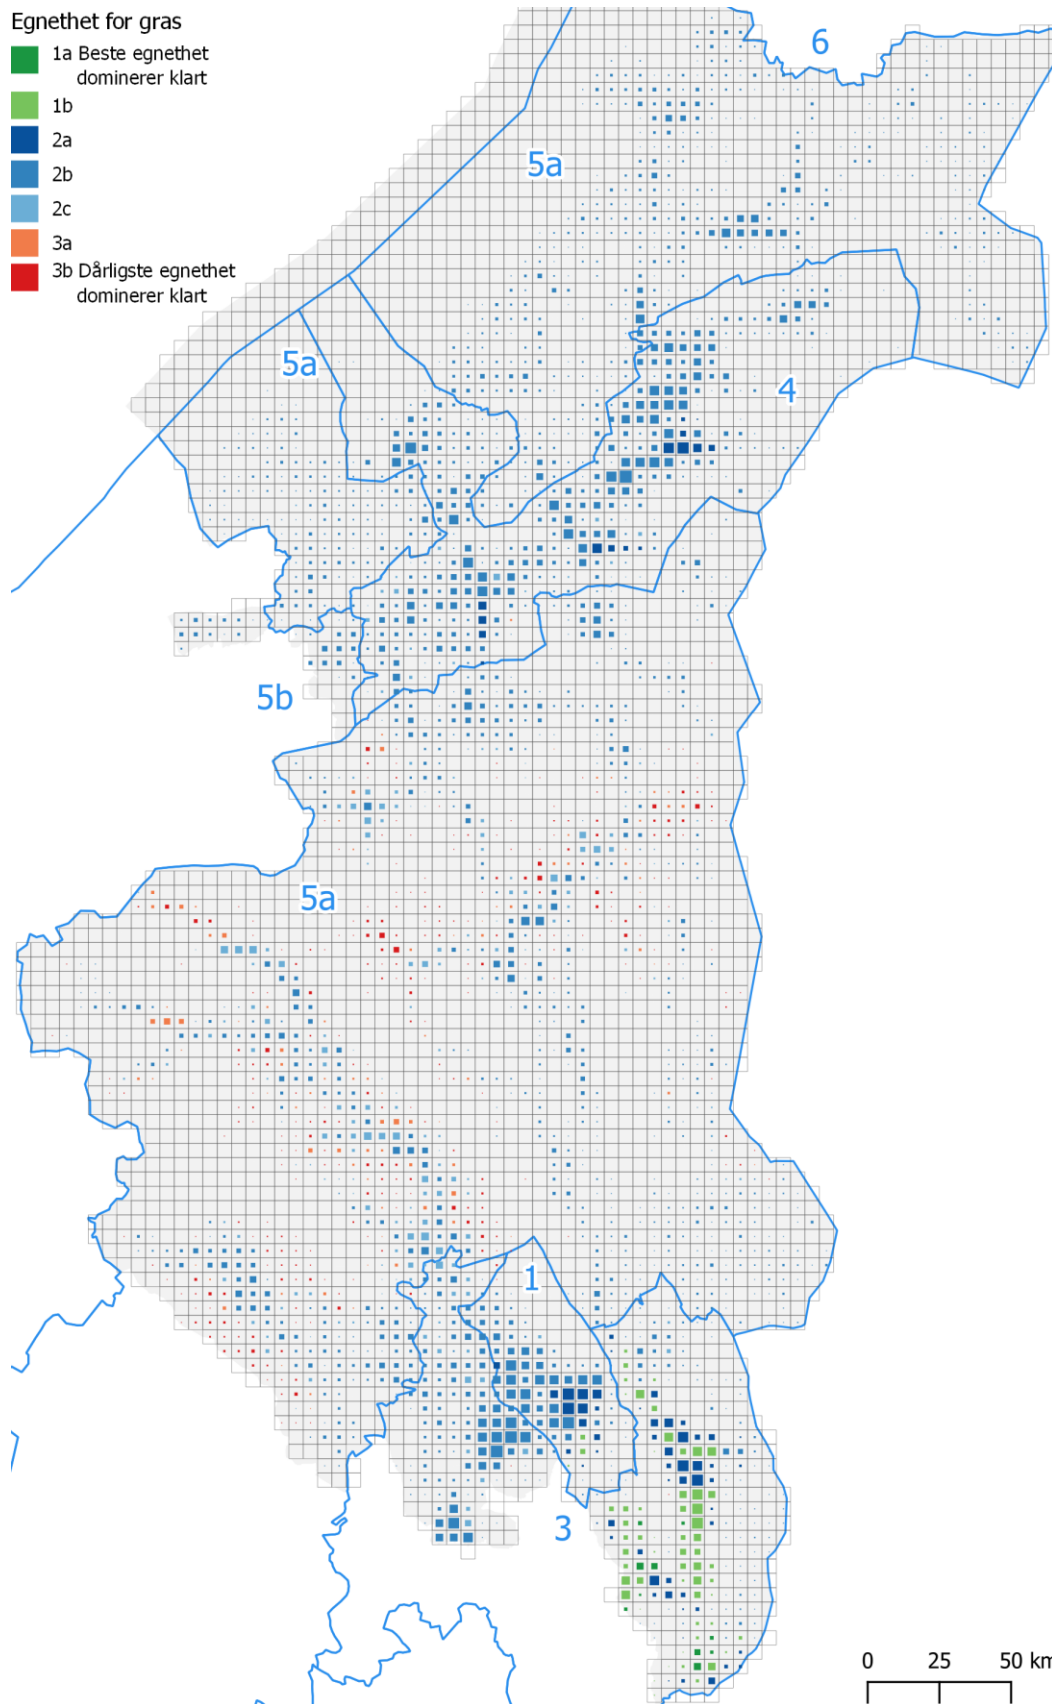 Egnethet for gras
1a Beste egnethet
dominerer klart
1b
2a
2b
2c
3a
3b Dårligste egnethet
dominerer klart
6
5a
5a
4
5b
5a
1
3
0 25 50 km